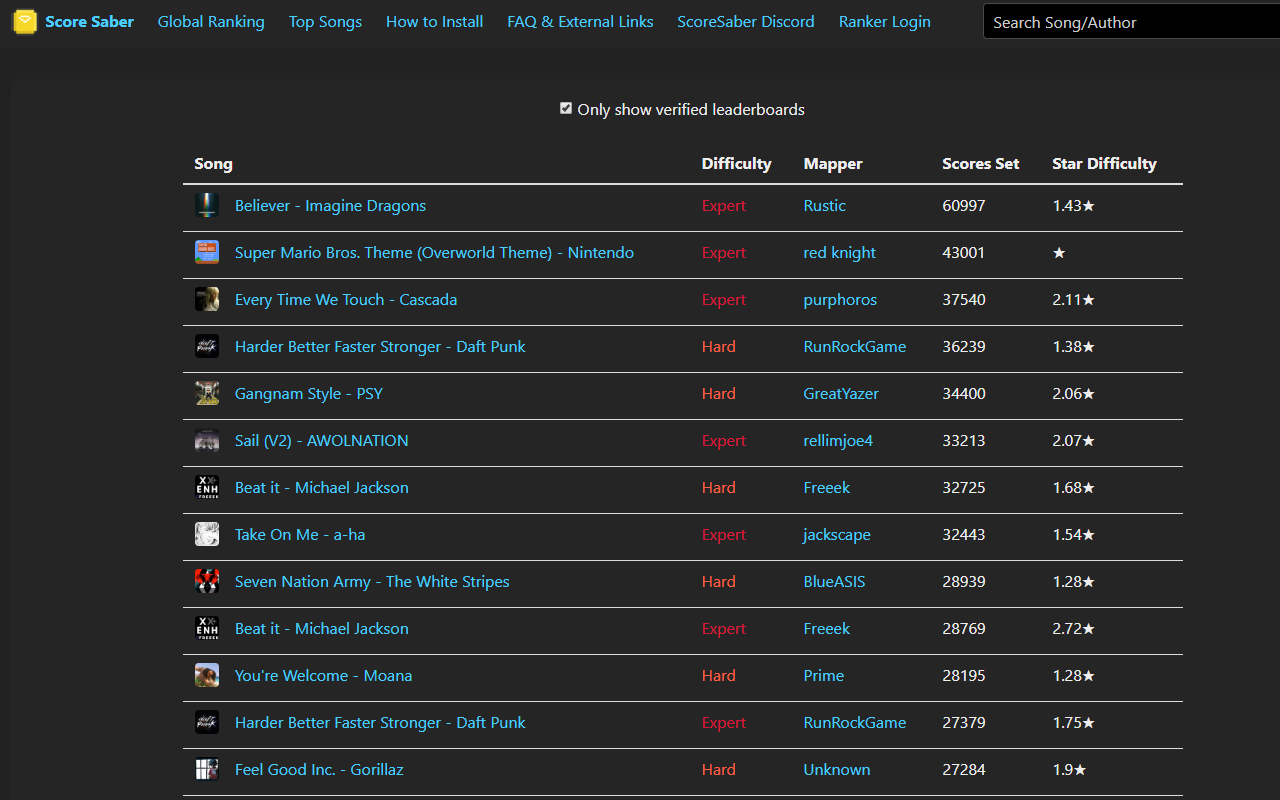 Score Saber Global Ranking Top Songs How to Install FAQ & External Links ScoreSaber Discord Ranker Login Search Song/Author
Only show verified leaderboards
Song Difficulty Mapper Scores Set Star Difficulty
Believer - Imagine Dragons Expert Rustic 60997 1.43★
Super Mario Bros. Theme (Overworld Theme) - Nintendo Expert red knight 43001 ★
Every Time We Touch - Cascada Expert purphoros 37540 2.11★
Harder Better Faster Stronger - Daft Punk Hard RunRockGame 36239 1.38★
Gangnam Style - PSY Hard GreatYazer 34400 2.06★
Sail (V2) - AWOLNATION Expert rellimjoe4 33213 2.07★
XX ENH FREEEK Beat it - Michael Jackson Hard Freeek 32725 1.68★
Take On Me - a-ha Expert jackscape 32443 1.54★
Seven Nation Army - The White Stripes Hard BlueASIS 28939 1.28★
XX ENH FREEEK Beat it - Michael Jackson Expert Freeek 28769 2.72★
You're Welcome - Moana Hard Prime 28195 1.28★
Harder Better Faster Stronger - Daft Punk Expert RunRockGame 27379 1.75★
Feel Good Inc. - Gorillaz Hard Unknown 27284 1.9★